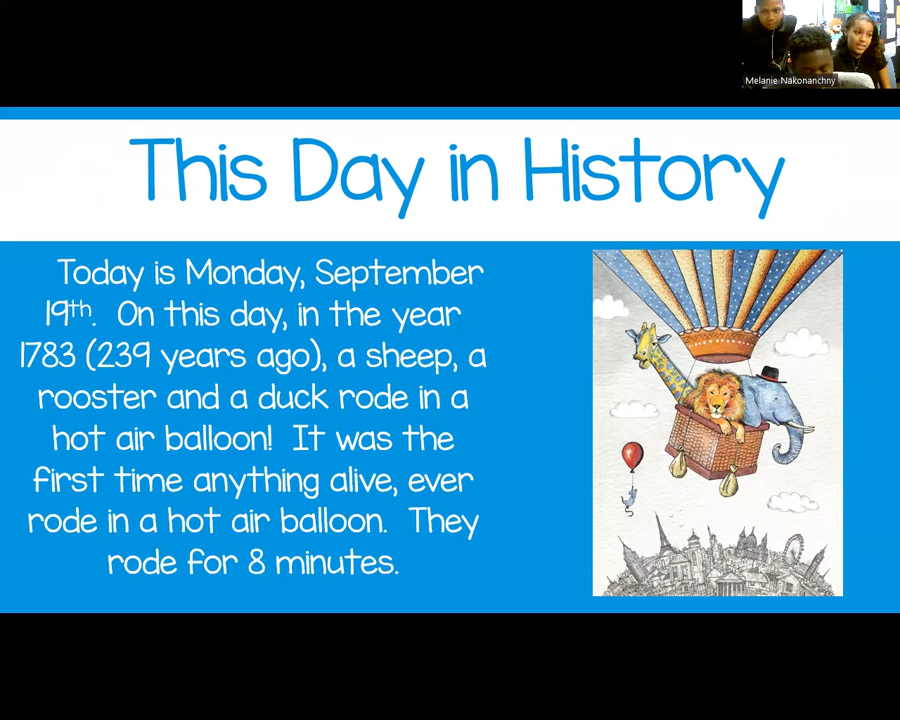 Melanie Nakonanchny
This Day in History
Today is Monday, September
19th. On this day, in the year
1783 (239 years ago), a sheep, a
rooster and a duck rode in a
hot air balloon! It was the
first time anything alive, ever
rode in a hot air balloon. They
rode for 8 minutes.